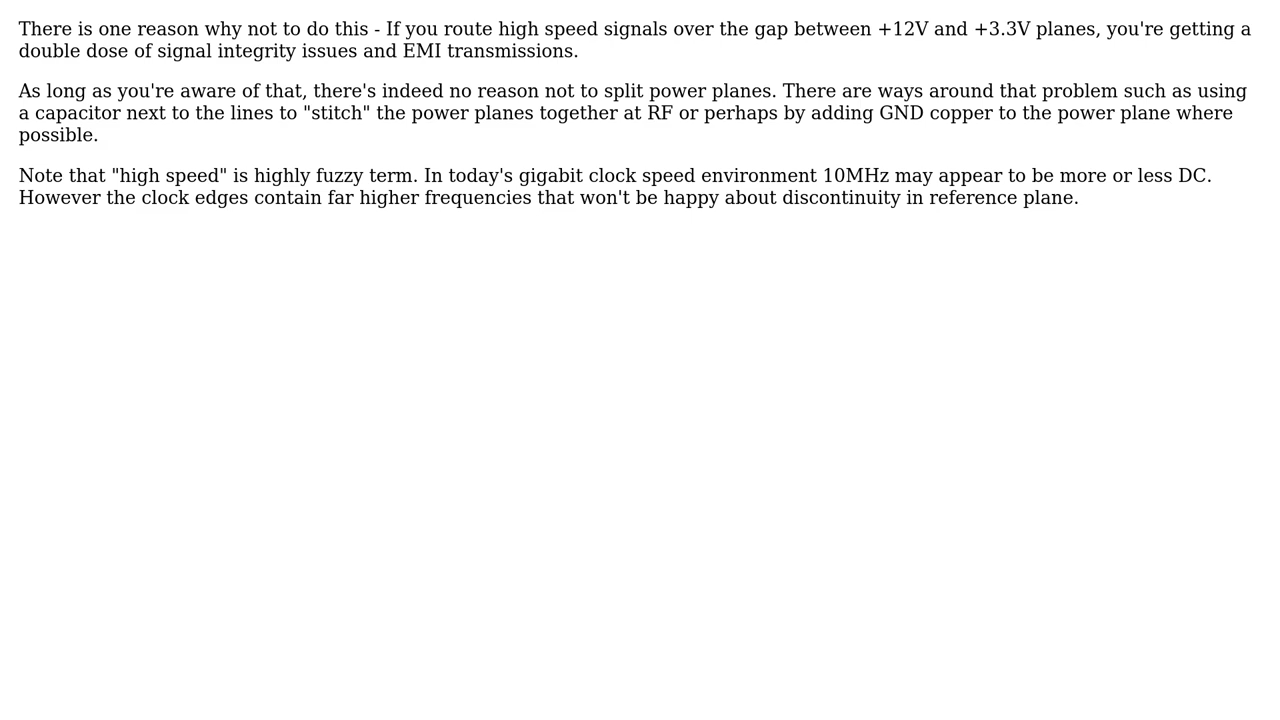 There is one reason why not to do this - If you route high speed signals over the gap between +12V and +3.3V planes, you're getting a
double dose of signal integrity issues and EMI transmissions.
As long as you're aware of that, there's indeed no reason not to split power planes. There are ways around that problem such as using
a capacitor next to the lines to "stitch" the power planes together at RF or perhaps by adding GND copper to the power plane where
possible.
Note that "high speed" is highly fuzzy term. In today's gigabit clock speed environment 10MHz may appear to be more or less DC.
However the clock edges contain far higher frequencies that won't be happy about discontinuity in reference plane.